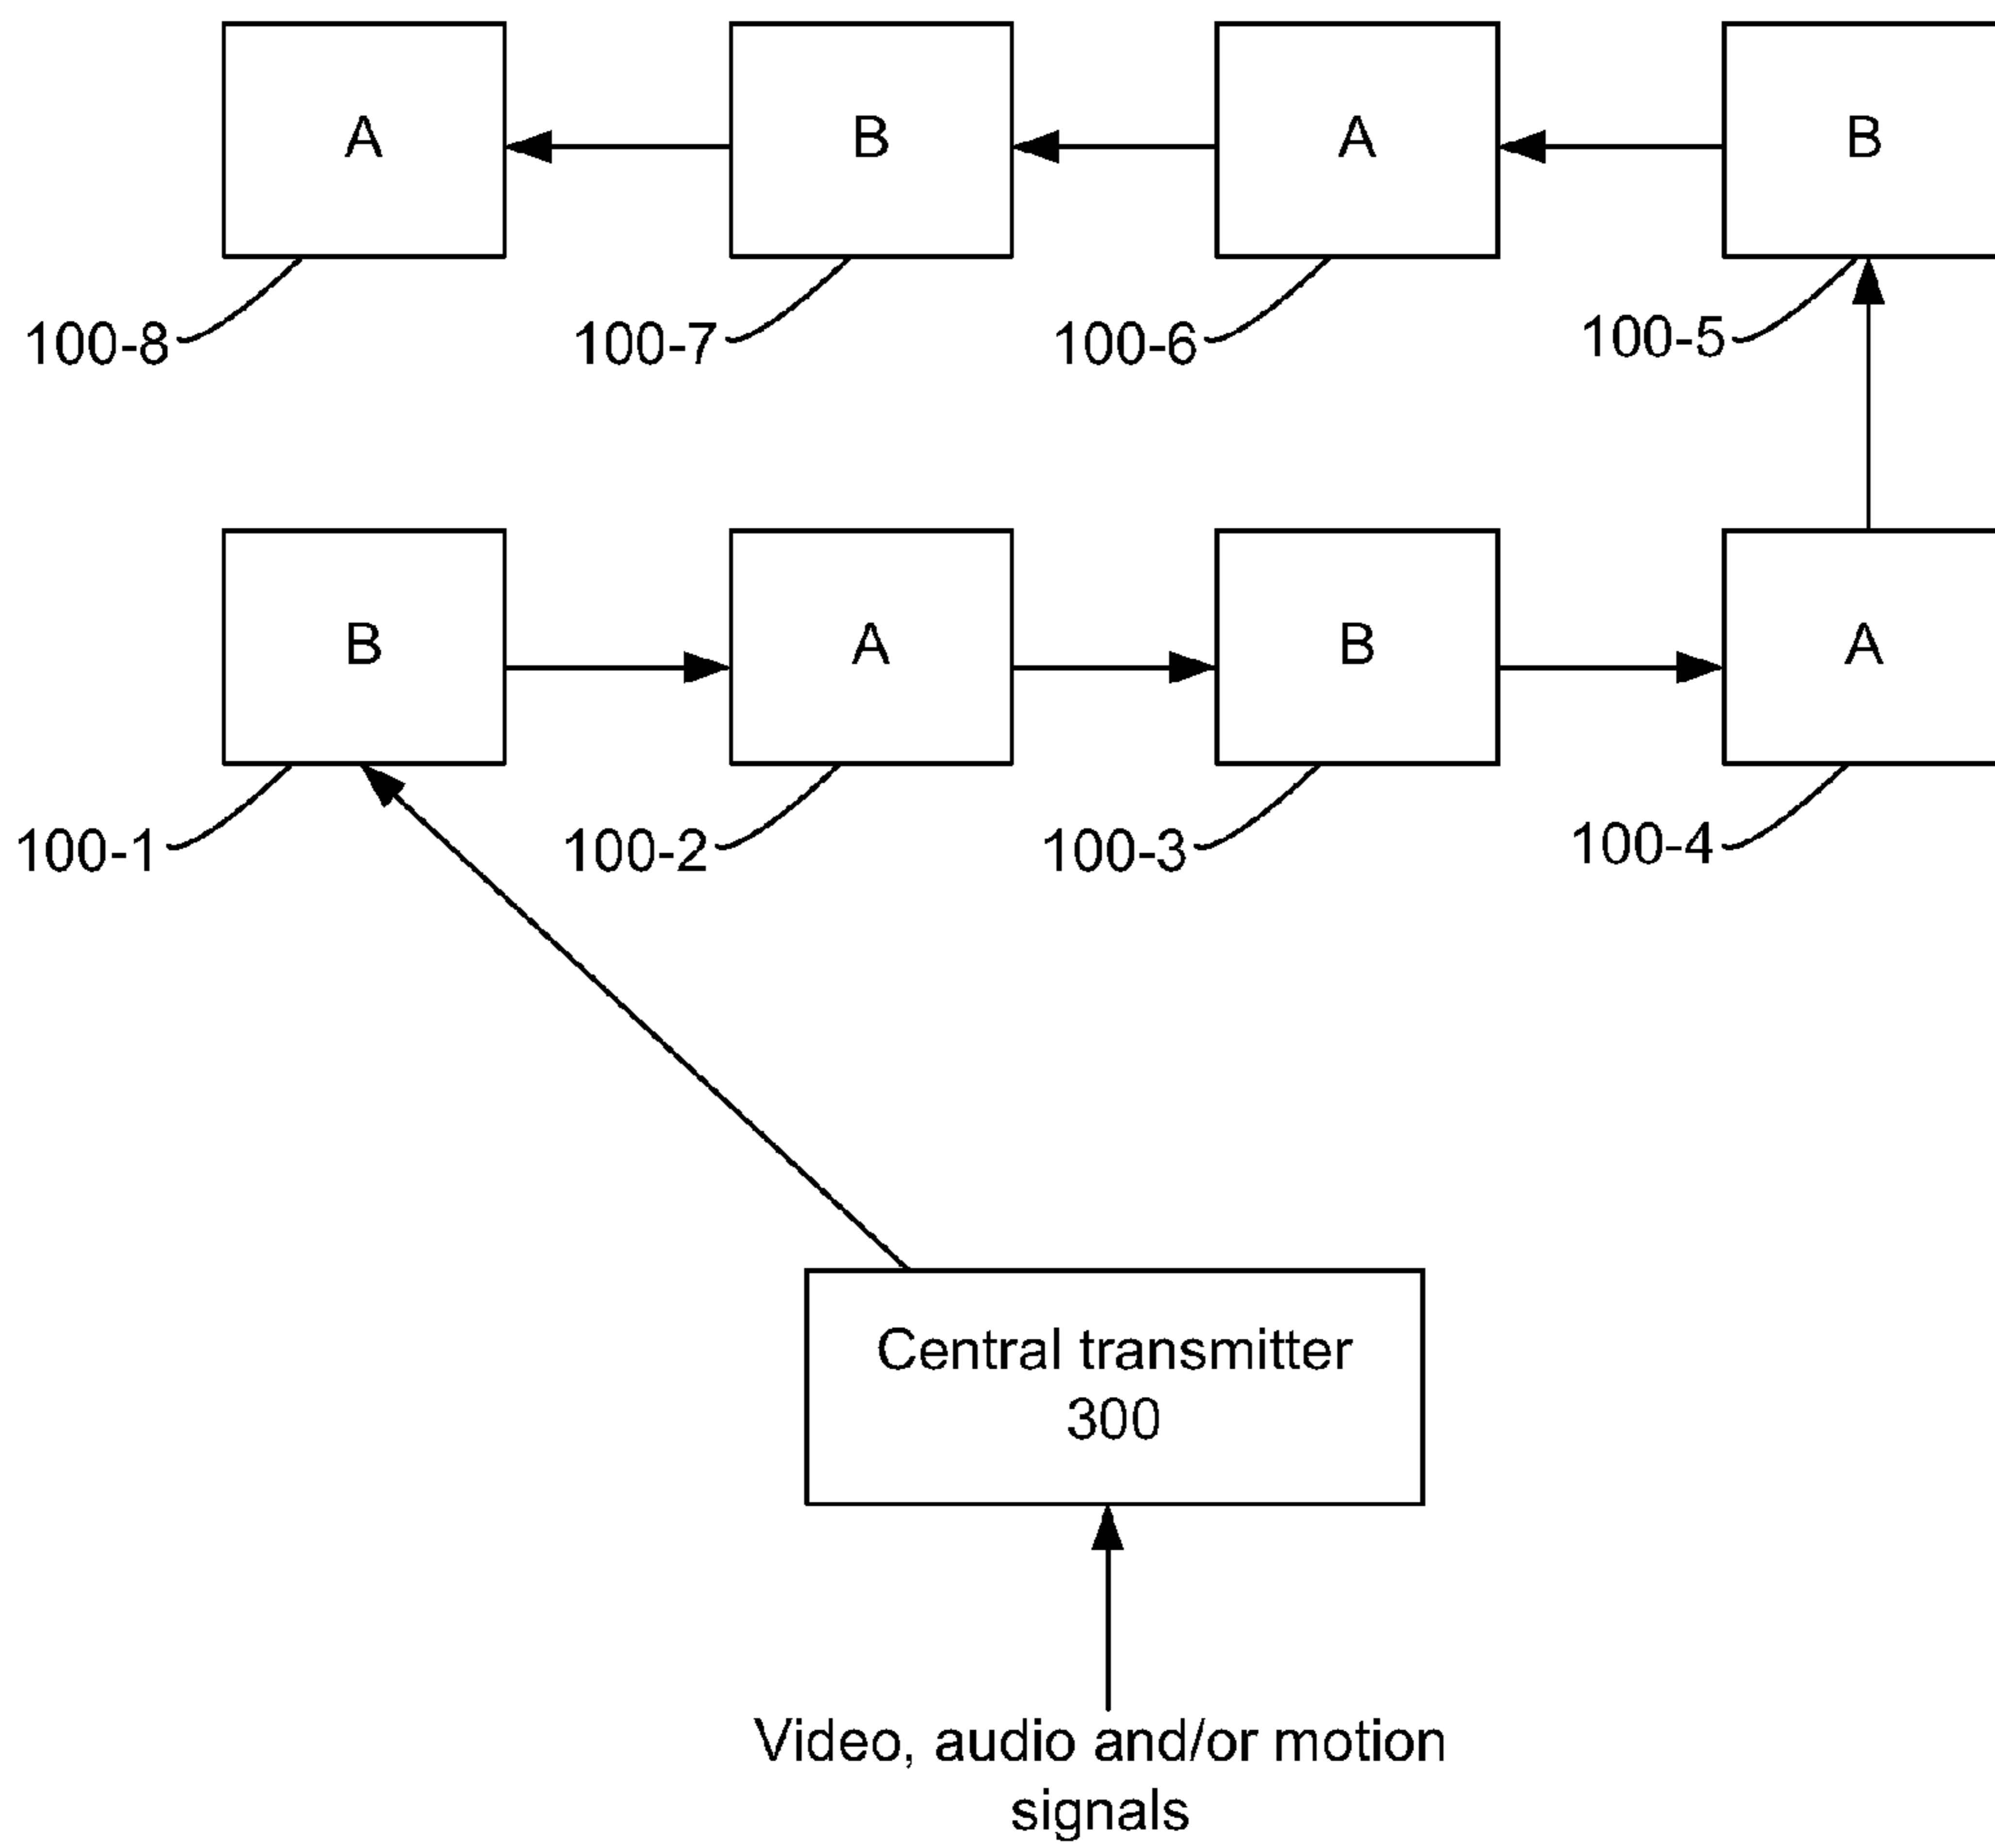 A B A B
100-8 100-7 100-6 100-5
B A B A
100-1 100-2 100-3 100-4
Central transmitter
300
Video, audio and/or motion
signals